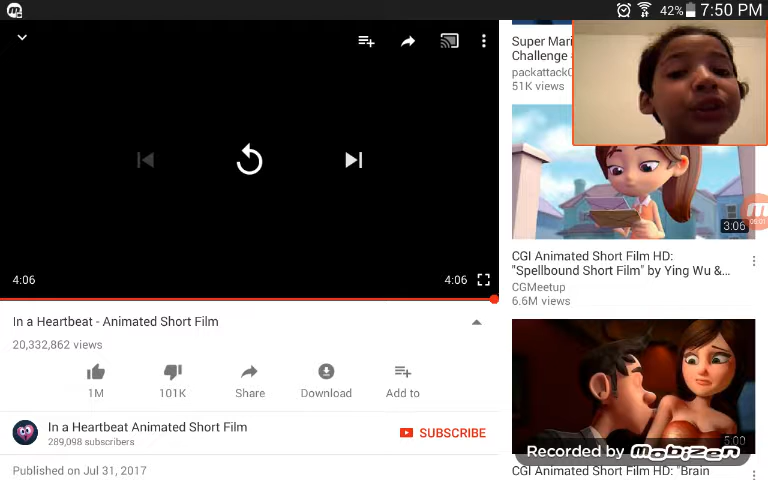 42% 7:50 PM
4:06
4:06
In a Heartbeat - Animated Short Film
20,332,862 views
1M
101K
Share
Download
Add to
In a Heartbeat Animated Short Film
289,098 subscribers
SUBSCRIBE
Published on Jul 31, 2017
Super Mari
Challenge
51K views
3:06
CGI Animated Short Film HD:
"Spellbound Short Film" by Ying Wu &...
CGMeetup
6.6M views
5:00
Recorded by Mobizen
CGI Animated Short Film HD: "Brain